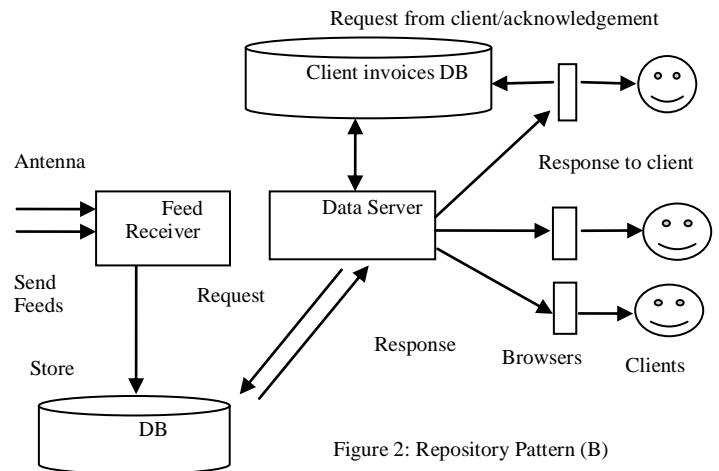 Request from client/acknowledgement
Client invoices DB
Antenna
Response to client
Feed
Receiver
Data Server
Send
Feeds
Request
Response
Browsers
Clients
Store
DB
Figure 2: Repository Pattern (B)